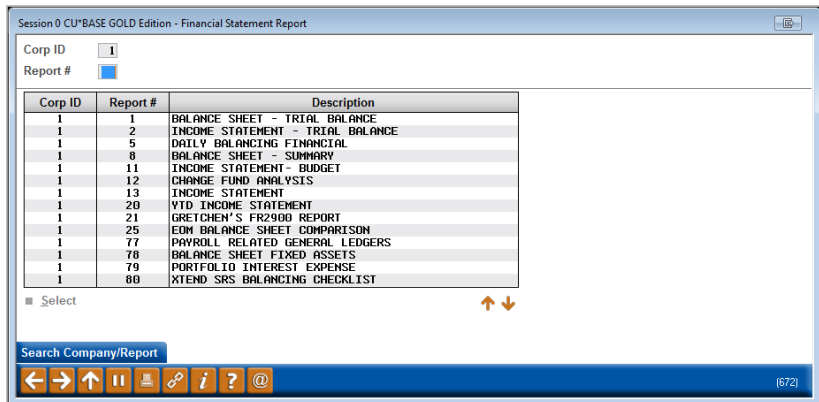 Session 0 CU*BASE GOLD Edition - Financial Statement Report
Corp ID 1
Report #
Corp ID Report # Description
1 1 BALANCE SHEET - TRIAL BALANCE
1 2 INCOME STATEMENT - TRIAL BALANCE
1 5 DAILY BALANCING FINANCIAL
1 8 BALANCE SHEET - SUMMARY
1 11 INCOME STATEMENT- BUDGET
1 12 CHANGE FUND ANALYSIS
1 13 INCOME STATEMENT
1 20 YTD INCOME STATEMENT
1 21 GRETCHEN'S FR2900 REPORT
1 25 EOM BALANCE SHEET COMPARISON
1 77 PAYROLL RELATED GENERAL LEDGERS
1 78 BALANCE SHEET FIXED ASSETS
1 79 PORTFOLIO INTEREST EXPENSE
1 80 XTEND SRS BALANCING CHECKLIST
Select
Search Company/Report
i ? @ (672)